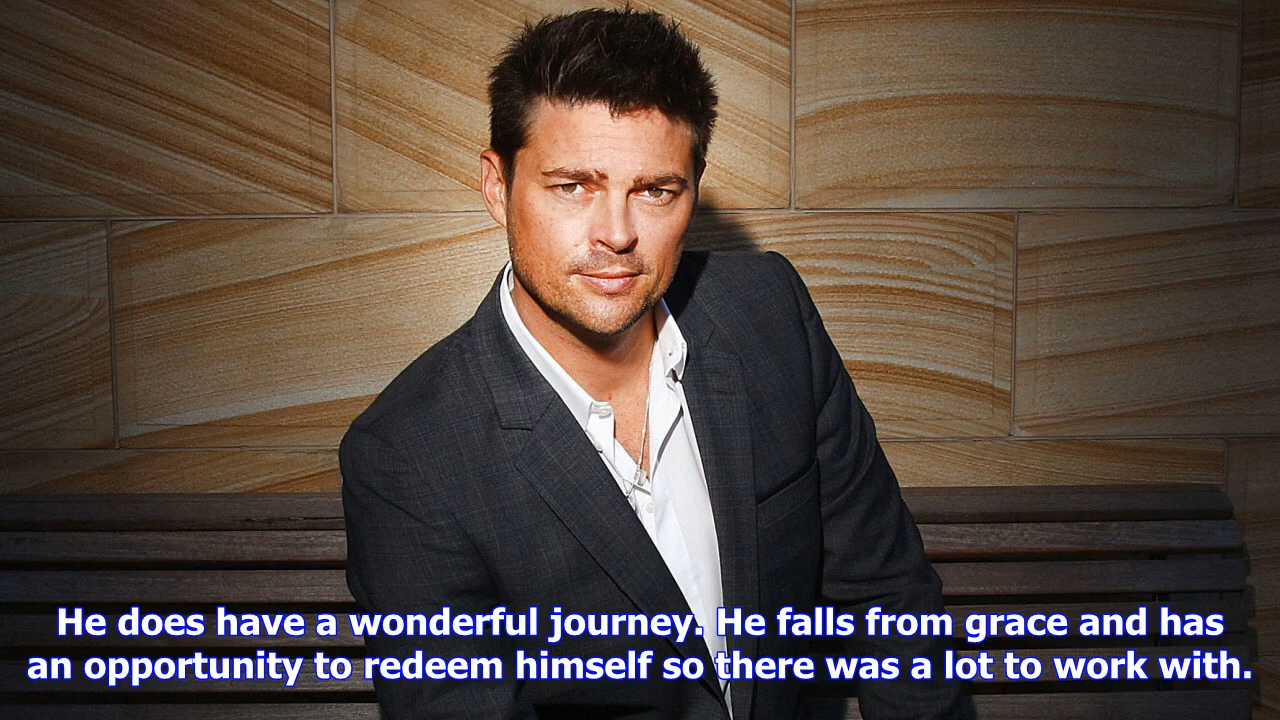 He does have a wonderful journey. He falls from grace and has
an opportunity to redeem himself so there was a lot to work with.